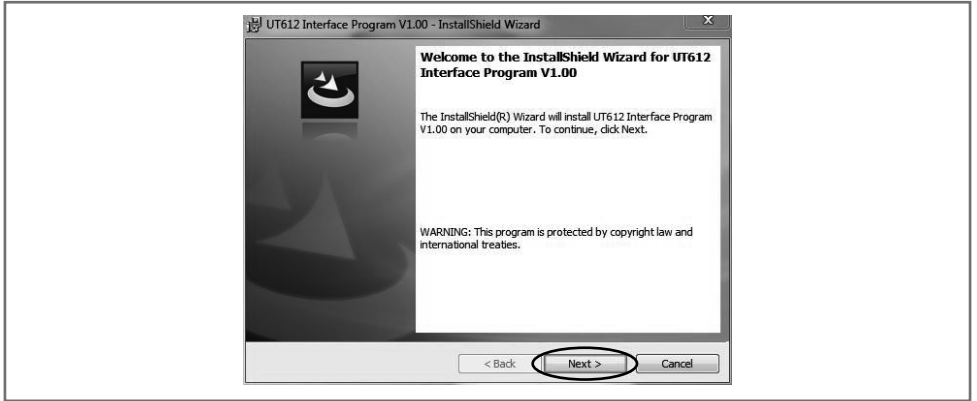 UT612 Interface Program V1.00 - InstallShield Wizard
X
Welcome to the InstallShield Wizard for UT612
Interface Program V1.00
The InstallShield(R) Wizard will install UT612 Interface Program
V1.00 on your computer. To continue, click Next.
WARNING: This program is protected by copyright law and
international treaties.
< Back Next > Cancel